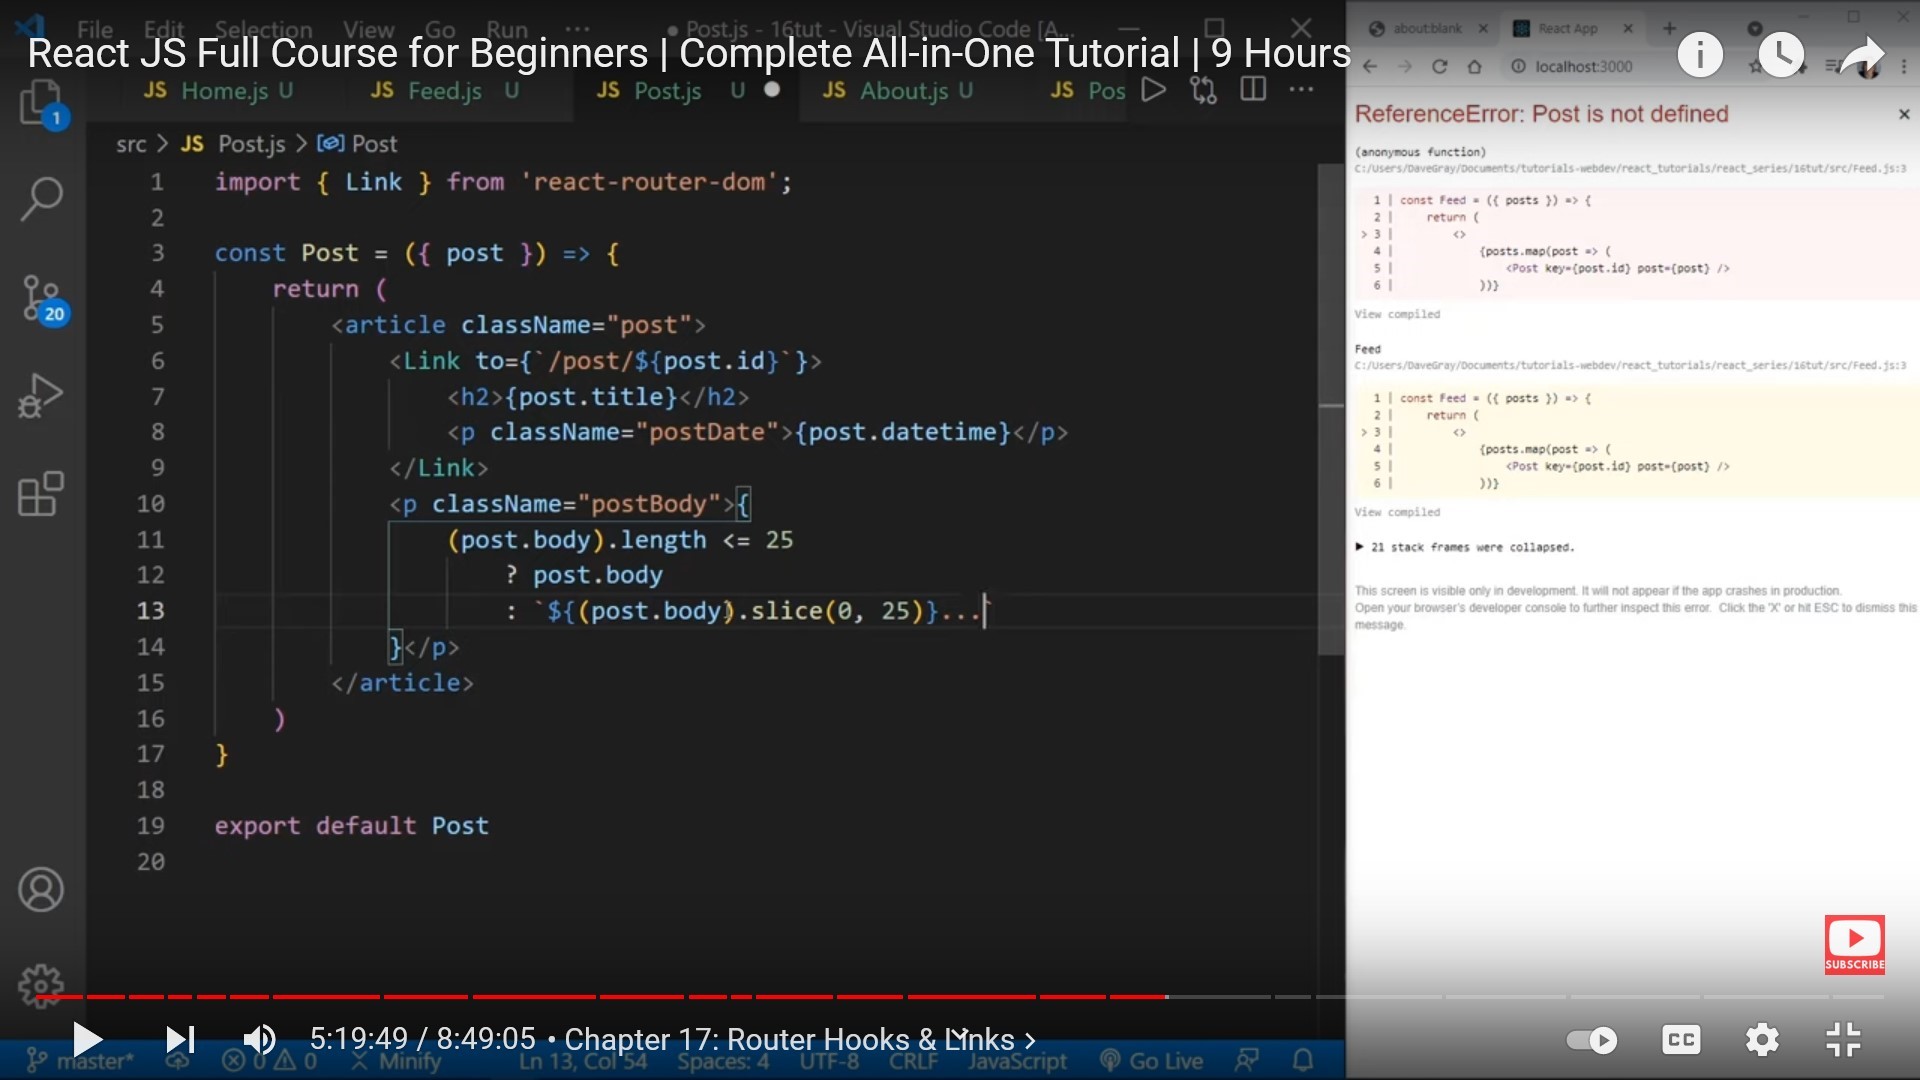 File Edit Selection View Go Run ··· ● Post.js - 16tut - Visual Studio Code [A...
React JS Full Course for Beginners | Complete All-in-One Tutorial | 9 Hours
JS Home.js U JS Feed.js U JS Post.js U ● JS About.js U JS Pos
src > JS Post.js > Post
1 import { Link } from 'react-router-dom';
2
3 const Post = ({ post }) => {
4 return (
5 <article className="post">
6 <Link to={`/post/${post.id}`}>
7 <h2>{post.title}</h2>
8 <p className="postDate">{post.datetime}</p>
9 </Link>
10 <p className="postBody">{
11 (post.body).length <= 25
12 ? post.body
13 : `${(post.body).slice(0, 25)}...`
14 }</p>
15 </article>
16 )
17 }
18
19 export default Post
20
1
20
about:blank × React App × +
localhost:3000
ReferenceError: Post is not defined ×
(anonymous function)
C:/Users/DaveGray/Documents/tutorials-webdev/react_tutorials/react_series/16tut/src/Feed.js:3
1 | const Feed = ({ posts }) => {
2 | return (
> 3 | <>
4 | {posts.map(post => (
5 | <Post key={post.id} post={post} />
6 | ))}
View compiled
Feed
C:/Users/DaveGray/Documents/tutorials-webdev/react_tutorials/react_series/16tut/src/Feed.js:3
1 | const Feed = ({ posts }) => {
2 | return (
> 3 | <>
4 | {posts.map(post => (
5 | <Post key={post.id} post={post} />
6 | ))}
View compiled
▶ 21 stack frames were collapsed.
This screen is visible only in development. It will not appear if the app crashes in production.
Open your browser's developer console to further inspect this error. Click the 'X' or hit ESC to dismiss this
message.
SUBSCRIBE
5:19:49 / 8:49:05 • Chapter 17: Router Hooks & Links >
CC
master* 0 0 Minify Ln 13, Col 54 Spaces: 4 UTF-8 CRLF JavaScript Go Live